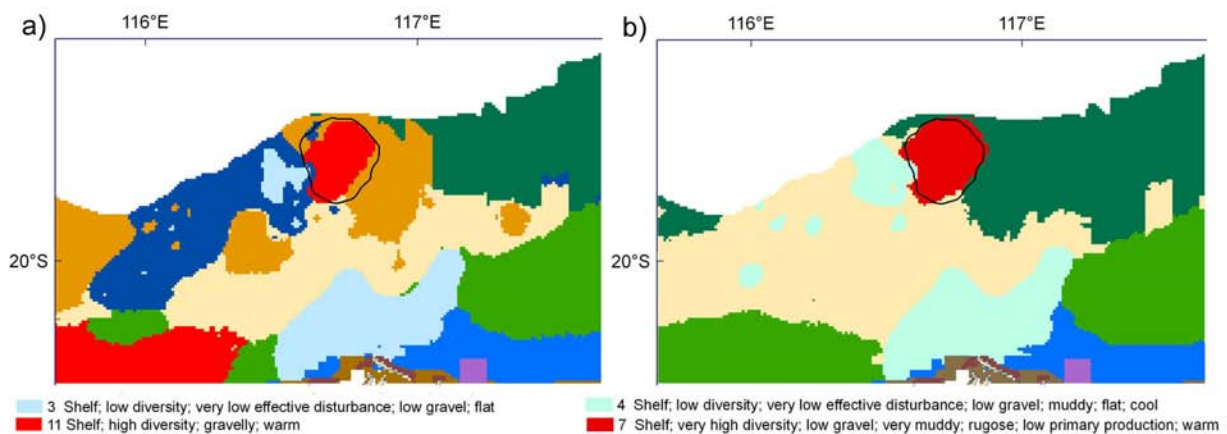 a)
116°E
117°E
20°S
3 Shelf; low diversity; very low effective disturbance; low gravel; flat
11 Shelf; high diversity; gravelly; warm
b)
116°E
117°E
20°S
4 Shelf; low diversity; very low effective disturbance; low gravel; muddy; flat; cool
7 Shelf; very high diversity; low gravel; very muddy; rugose; low primary production; warm